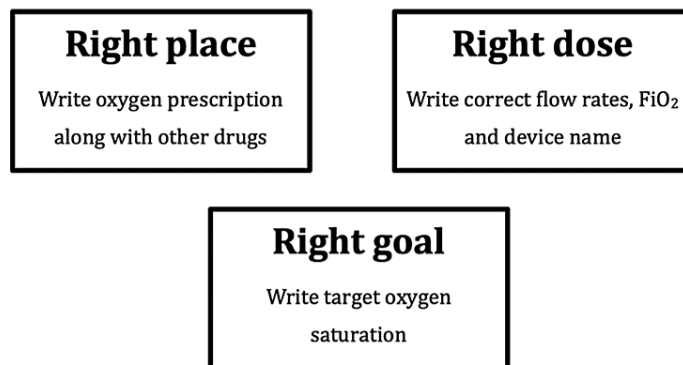 Right place
Write oxygen prescription
along with other drugs
Right dose
Write correct flow rates, FiO₂
and device name
Right goal
Write target oxygen
saturation